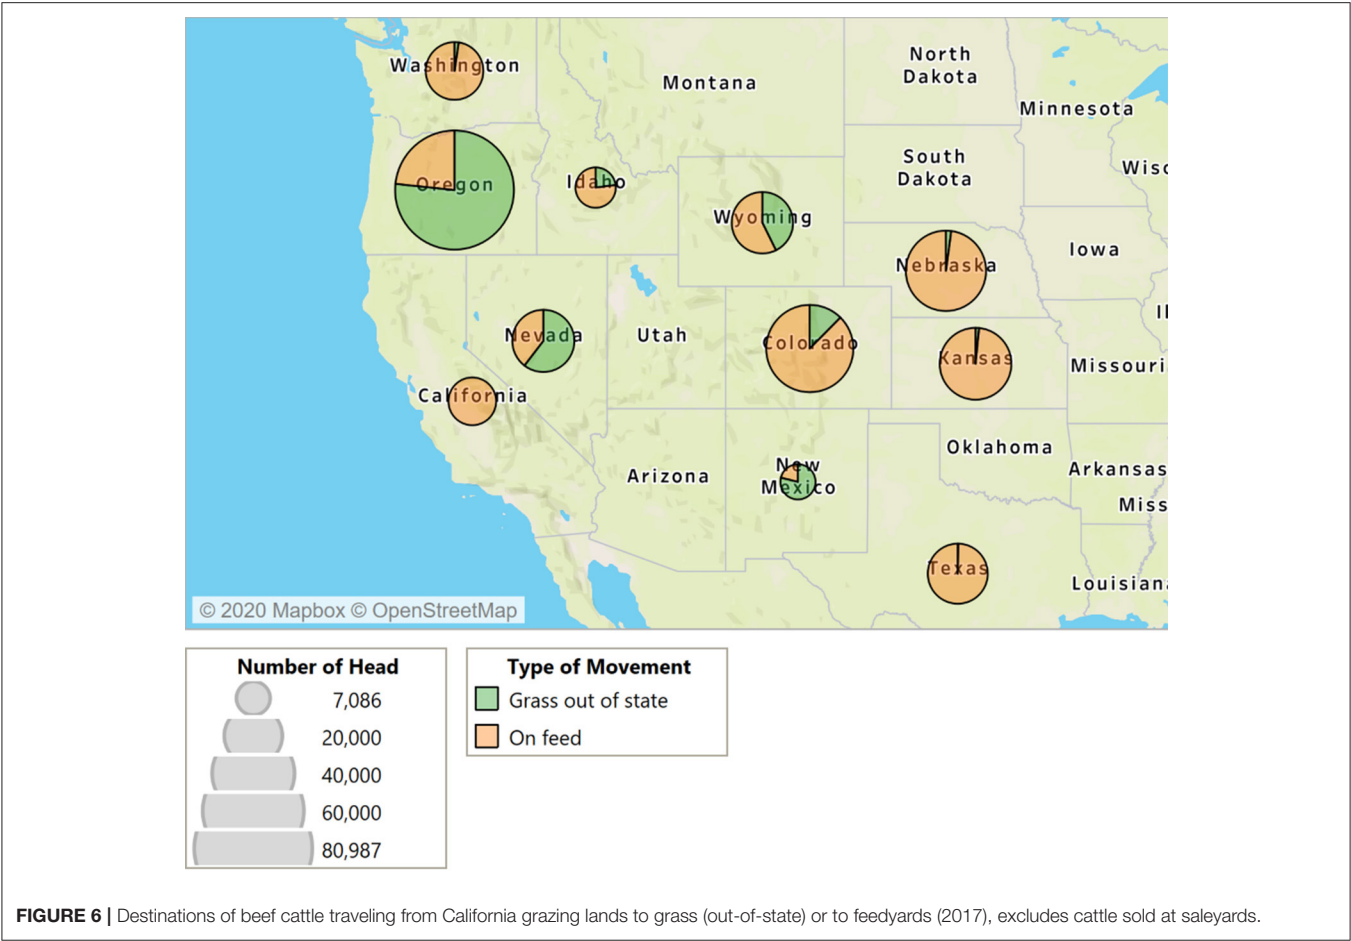 Washington
Montana
North
Dakota
Minnesota
Oregon
Idaho
South
Dakota
Wisc
Wyoming
Nebraska
Iowa
Nevada
Utah
Colorado
Kansas
Il
Missouri
California
New
Mexico
Arizona
Oklahoma
Arkansas
Miss
Texas
Louisian
© 2020 Mapbox © OpenStreetMap
Number of Head
7,086
20,000
40,000
60,000
80,987
Type of Movement
Grass out of state
On feed
FIGURE 6 | Destinations of beef cattle traveling from California grazing lands to grass (out-of-state) or to feedyards (2017), excludes cattle sold at saleyards.